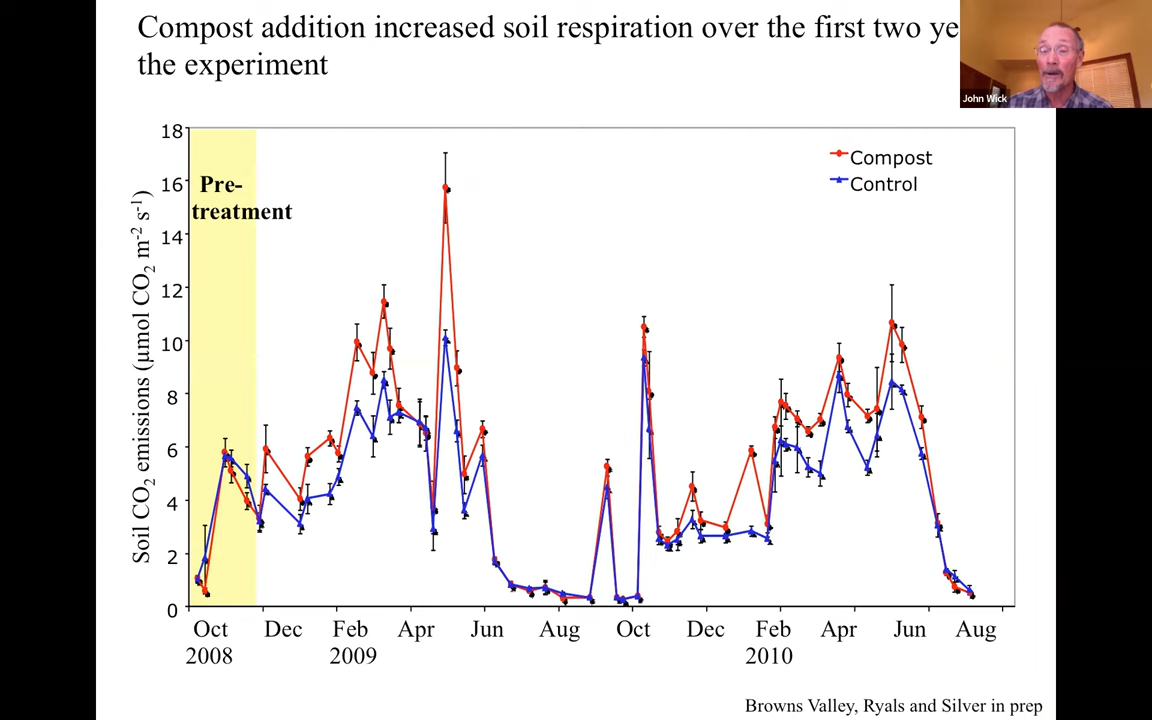 Compost addition increased soil respiration over the first two ye
the experiment
John Wick
18
16
14
12
10
8
6
4
2
0
Soil CO₂ emissions (µmol CO₂ m⁻² s⁻¹)
Pre-
treatment
Compost
Control
Oct Dec Feb Apr Jun Aug Oct Dec Feb Apr Jun Aug
2008 2009 2010
Browns Valley, Ryals and Silver in prep